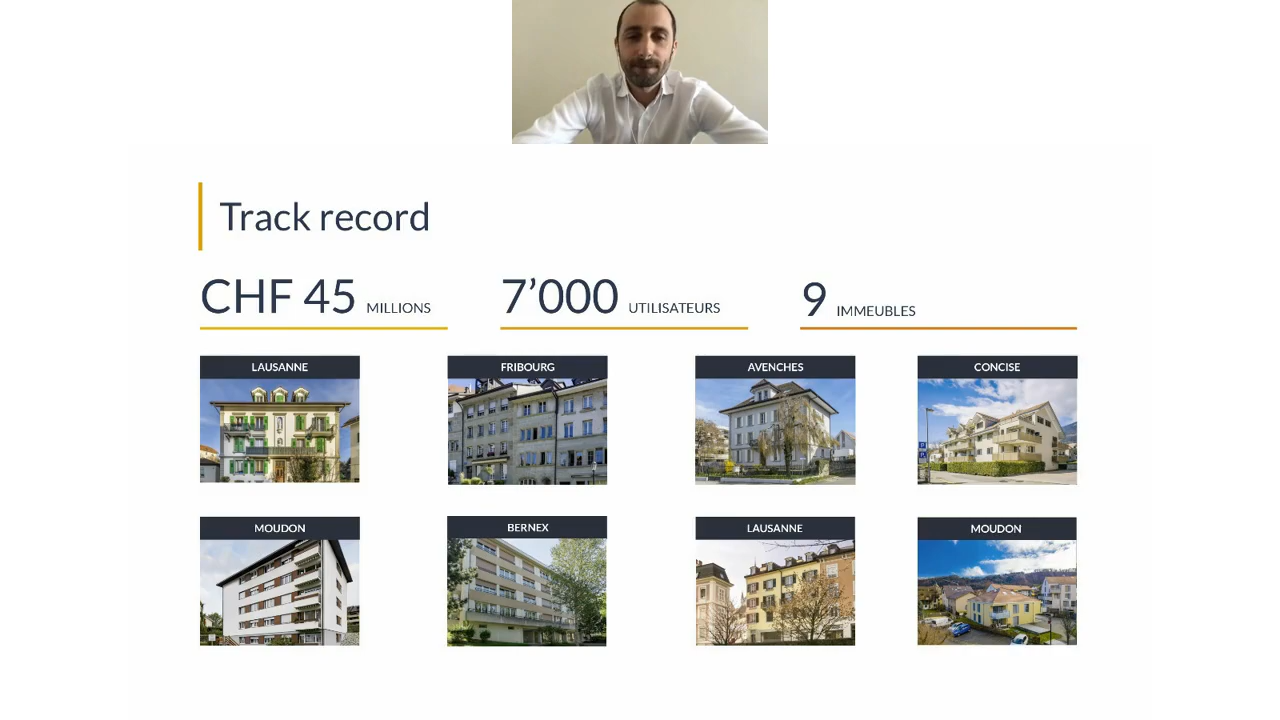 Track record
CHF 45 MILLIONS
7’000 UTILISATEURS
9 IMMEUBLES
LAUSANNE
FRIBOURG
AVENCHES
CONCISE
MOUDON
BERNEX
LAUSANNE
MOUDON